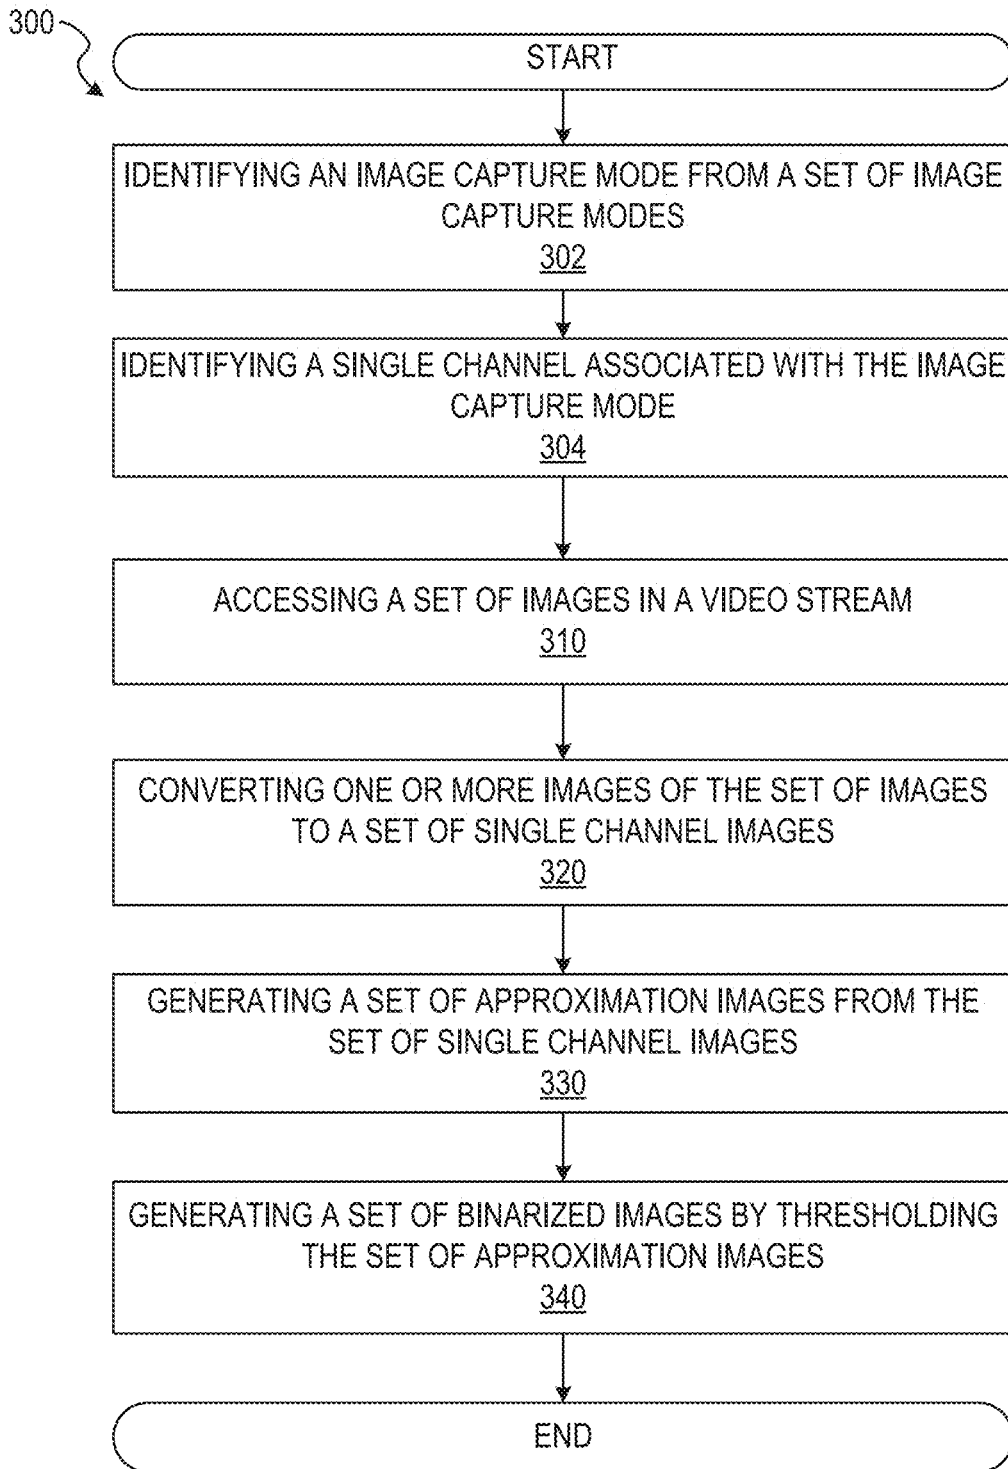 300
START
IDENTIFYING AN IMAGE CAPTURE MODE FROM A SET OF IMAGE
CAPTURE MODES
302
IDENTIFYING A SINGLE CHANNEL ASSOCIATED WITH THE IMAGE
CAPTURE MODE
304
ACCESSING A SET OF IMAGES IN A VIDEO STREAM
310
CONVERTING ONE OR MORE IMAGES OF THE SET OF IMAGES
TO A SET OF SINGLE CHANNEL IMAGES
320
GENERATING A SET OF APPROXIMATION IMAGES FROM THE
SET OF SINGLE CHANNEL IMAGES
330
GENERATING A SET OF BINARIZED IMAGES BY THRESHOLDING
THE SET OF APPROXIMATION IMAGES
340
END